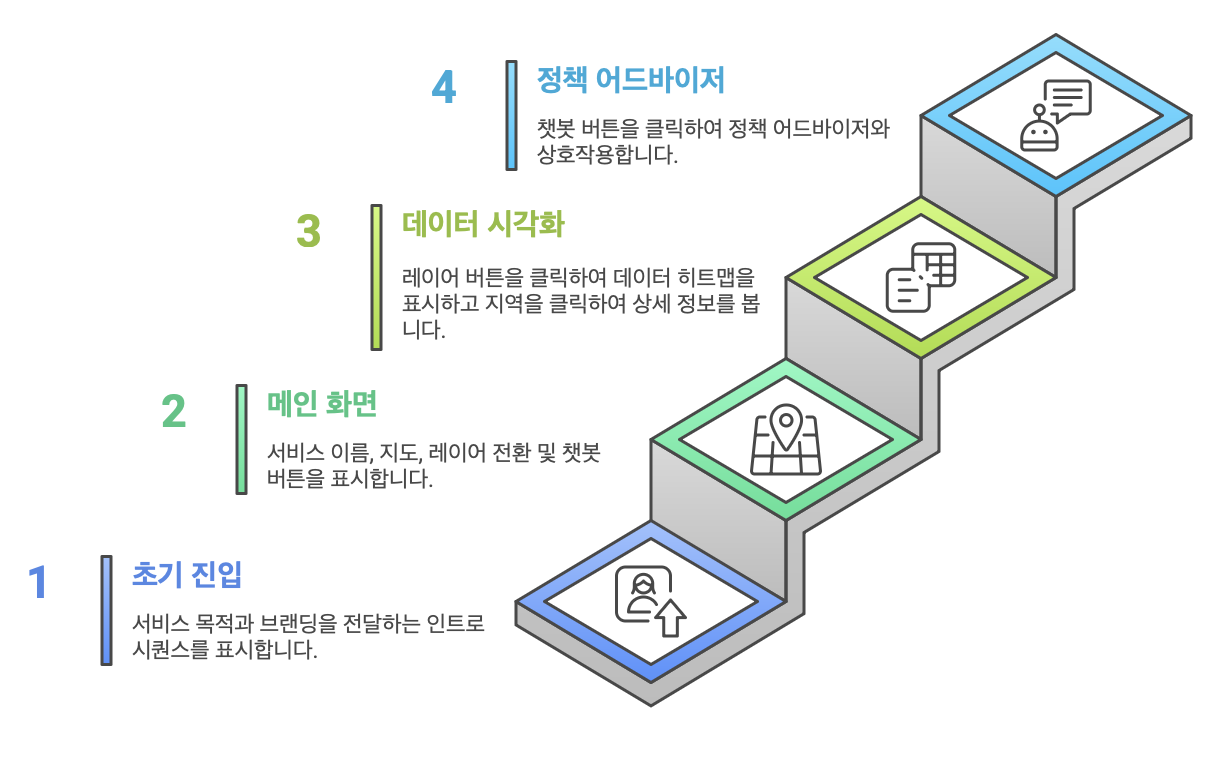 4
정책 어드바이저
챗봇 버튼을 클릭하여 정책 어드바이저와
상호작용합니다.
3
데이터 시각화
레이어 버튼을 클릭하여 데이터 히트맵을
표시하고 지역을 클릭하여 상세 정보를 봅
니다.
2
메인 화면
서비스 이름, 지도, 레이어 전환 및 챗봇
버튼을 표시합니다.
1
초기 진입
서비스 목적과 브랜딩을 전달하는 인트로
시퀀스를 표시합니다.